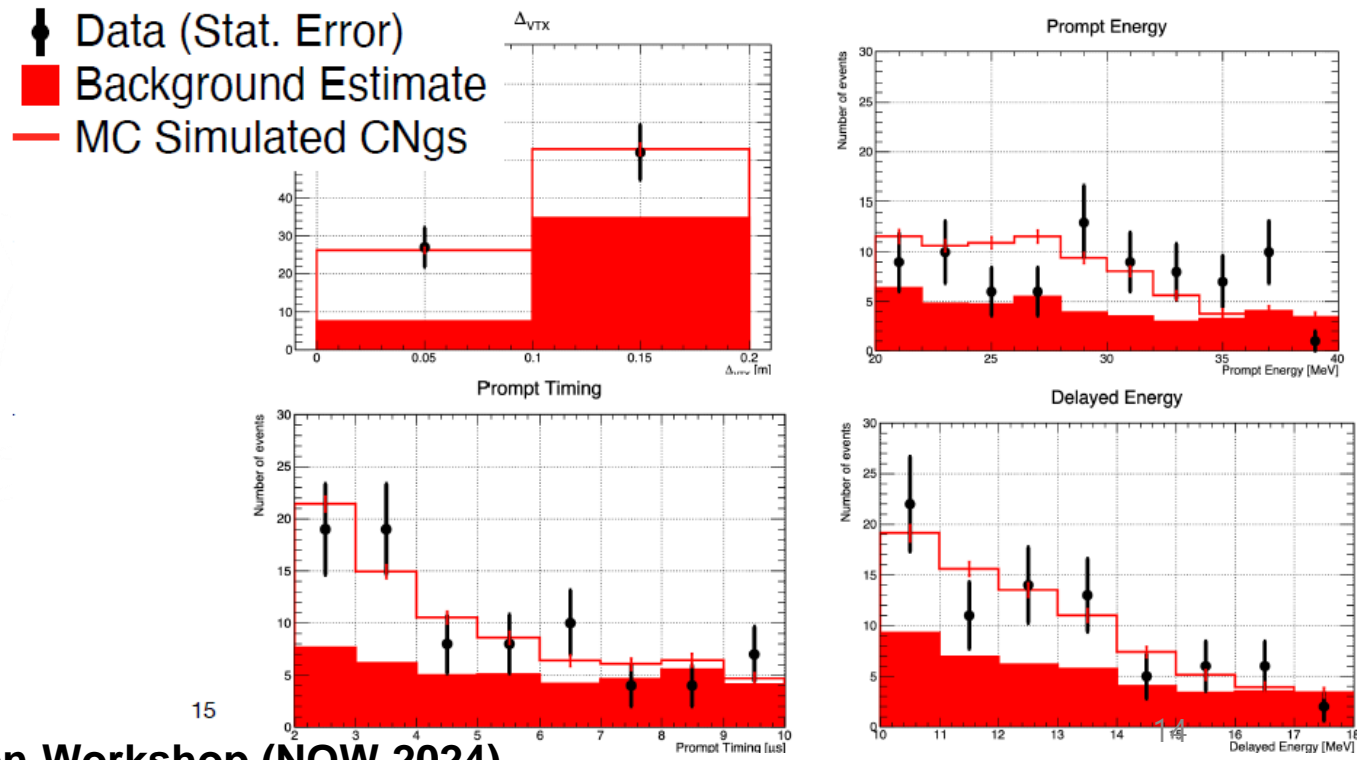 Data (Stat. Error)
Background Estimate
MC Simulated CNgs
Δ_VTX
40
30
20
10
0
0 0.05 0.1 0.15 0.2
Δ_VTX [m]
Prompt Energy
Number of events
30
25
20
15
10
5
0
20 25 30 35 40
Prompt Energy [MeV]
Prompt Timing
Number of events
30
25
20
15
10
5
0
2 3 4 5 6 7 8 9 10
Prompt Timing [μs]
Delayed Energy
Number of events
30
25
20
15
10
5
0
10 11 12 13 14 15 16 17 18
Delayed Energy [MeV]
15
14
n Workshop (NOW 2024)